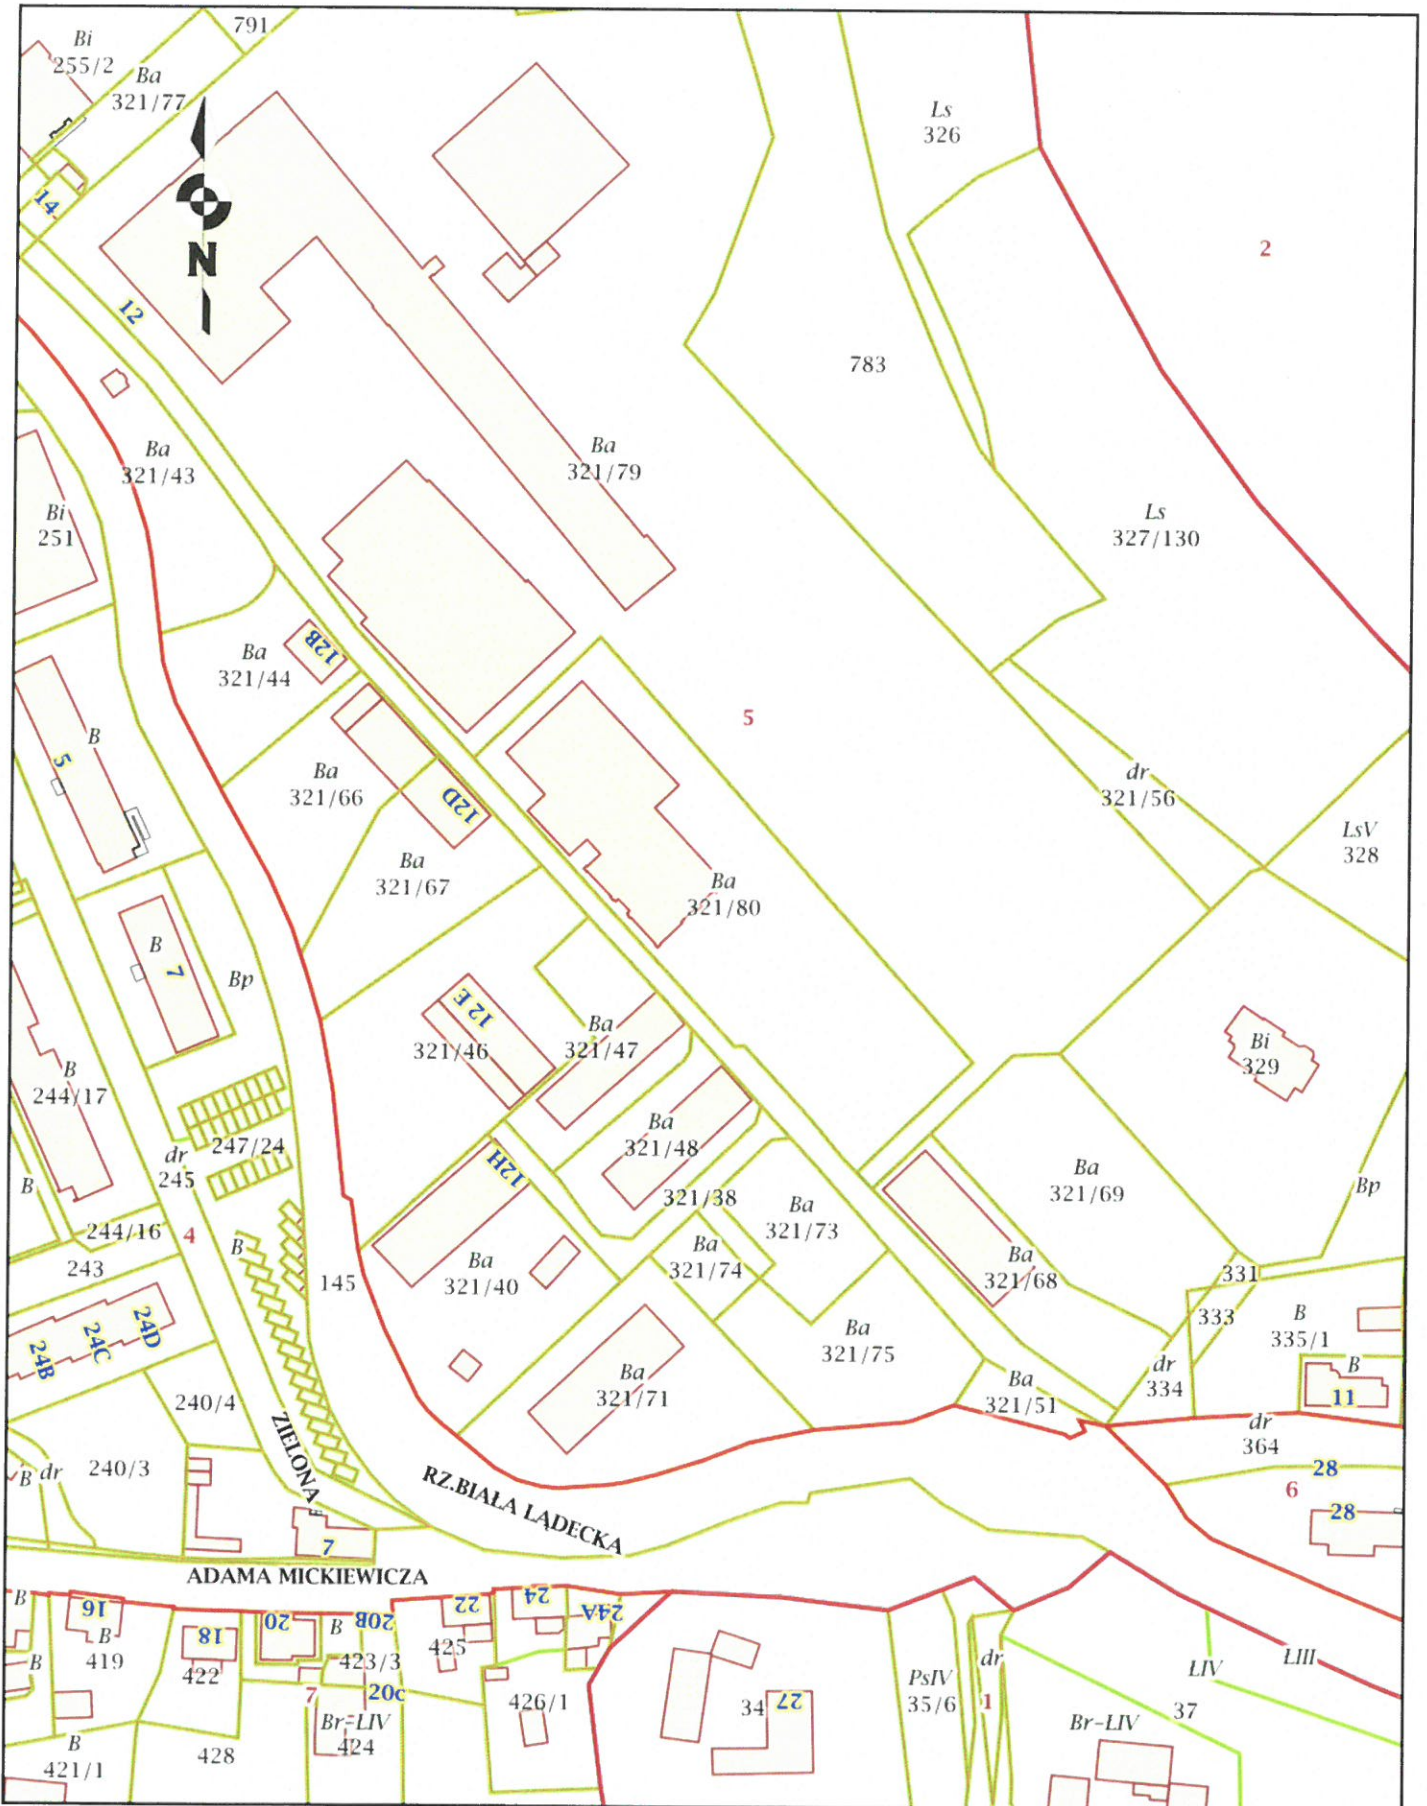 791
Bi
255/2
Ba
321/77
14
N
12
Ls
326
2
783
Ba
321/43
Ba
321/79
Bi
251
Ls
327/130
12B
Ba
321/44
5
B
5
Ba
321/66
12D
dr
321/56
LsV
328
Ba
321/67
Ba
321/80
B
7
Bp
12 E
321/46
Ba
321/47
Bi
329
B
244/17
Ba
321/48
247/24
dr
245
12H
B
321/38
Ba
321/73
Ba
321/69
Bp
244/16
4
B
243
145
Ba
321/40
Ba
321/74
Ba
321/68
331
333
B
335/1
24D
24C
24B
Ba
321/75
dr
334
B
11
Ba
321/71
Ba
321/51
240/4
dr
364
B
dr
240/3
ZIELONA
RZ.BIAŁA LĄDECKA
28
6
28
7
ADAMA MICKIEWICZA
B
16
B
419
18
422
20
B
20B
423/3
22
425
24
24A
B
7
20c
426/1
Br-LIV
424
34
27
PsIV
35/6
dr
1
ŁIV
ŁIII
37
Br-ŁIV
B
421/1
428